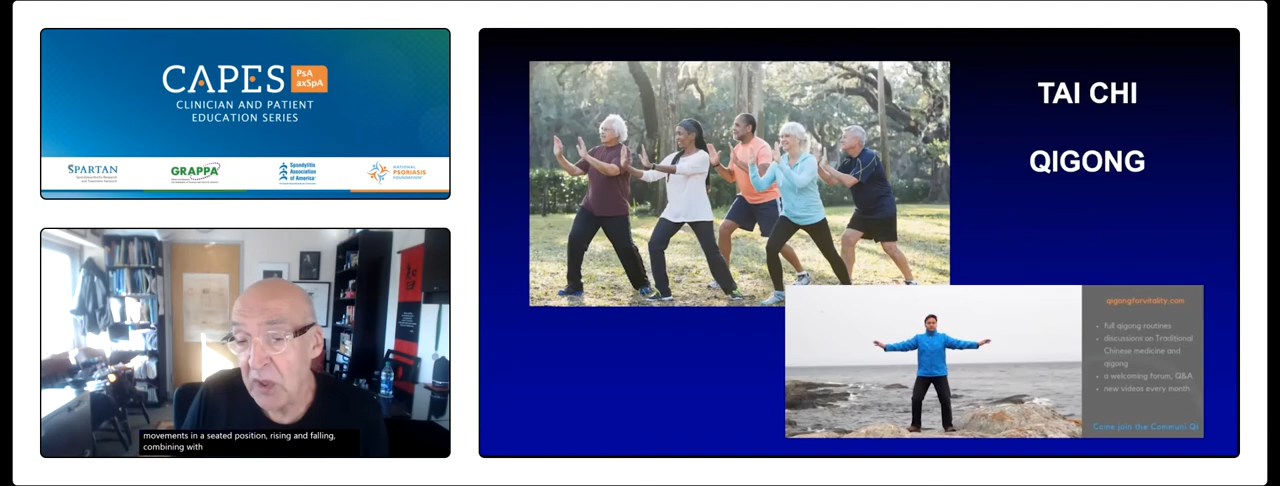 CAPES
PsA
axSpA
CLINICIAN AND PATIENT
EDUCATION SERIES
SPARTAN
GRAPPA
Spondylitis
Association
of America
NATIONAL
PSORIASIS
FOUNDATION
movements in a seated position, rising and falling,
combining with
TAI CHI
QIGONG
qigongforvitality.com
• full qigong routines
• discussions on Traditional
Chinese medicine and
qigong
• a welcoming forum, Q&A
• new videos every month
Come join the Communi Qi